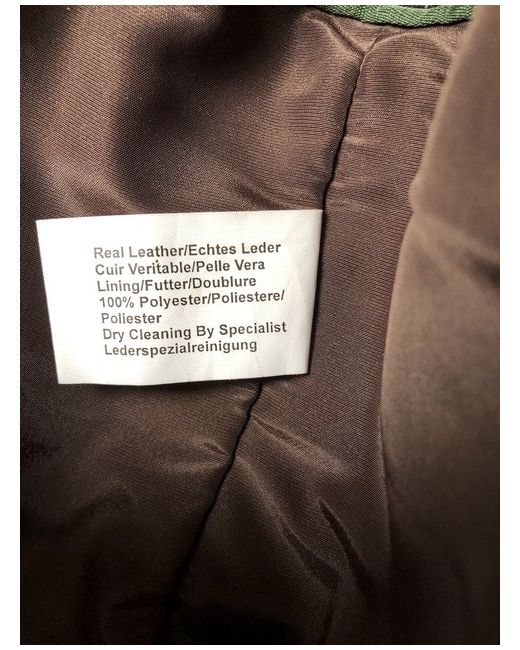 Real Leather/Echtes Leder
Cuir Veritable/Pelle Vera
Lining/Futter/Doublure
100% Polyester/Poliestere/
Poliester
Dry Cleaning By Specialist
Lederspezialreinigung